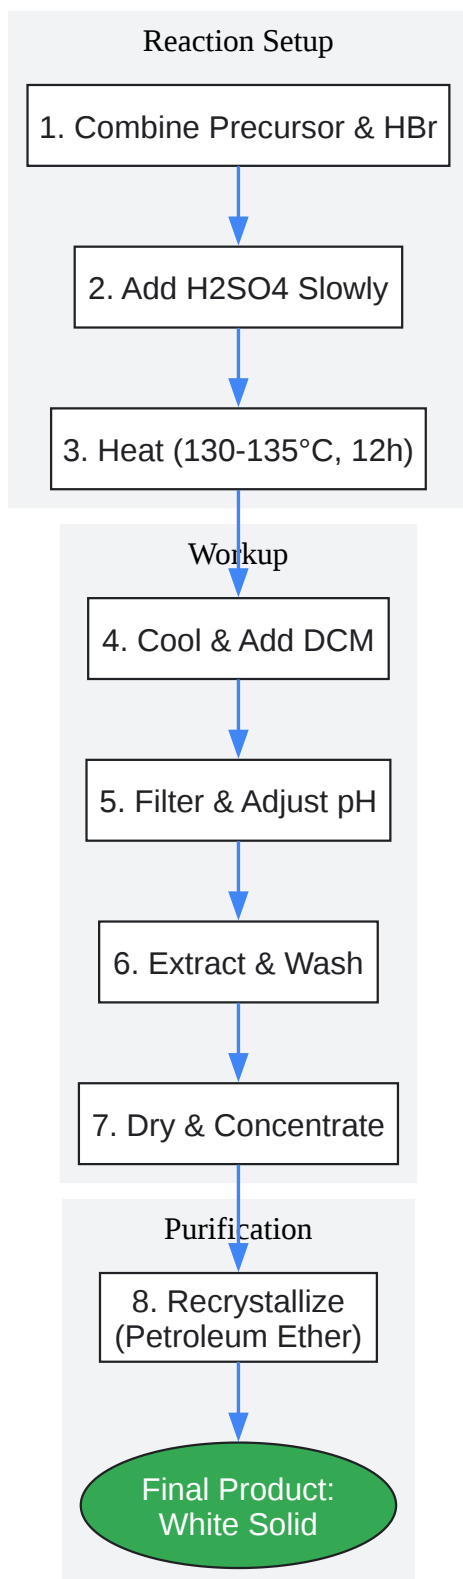 Reaction Setup
1. Combine Precursor & HBr
2. Add H2SO4 Slowly
3. Heat (130-135°C, 12h)
Workup
4. Cool & Add DCM
5. Filter & Adjust pH
6. Extract & Wash
7. Dry & Concentrate
Purification
8. Recrystallize
(Petroleum Ether)
Final Product:
White Solid